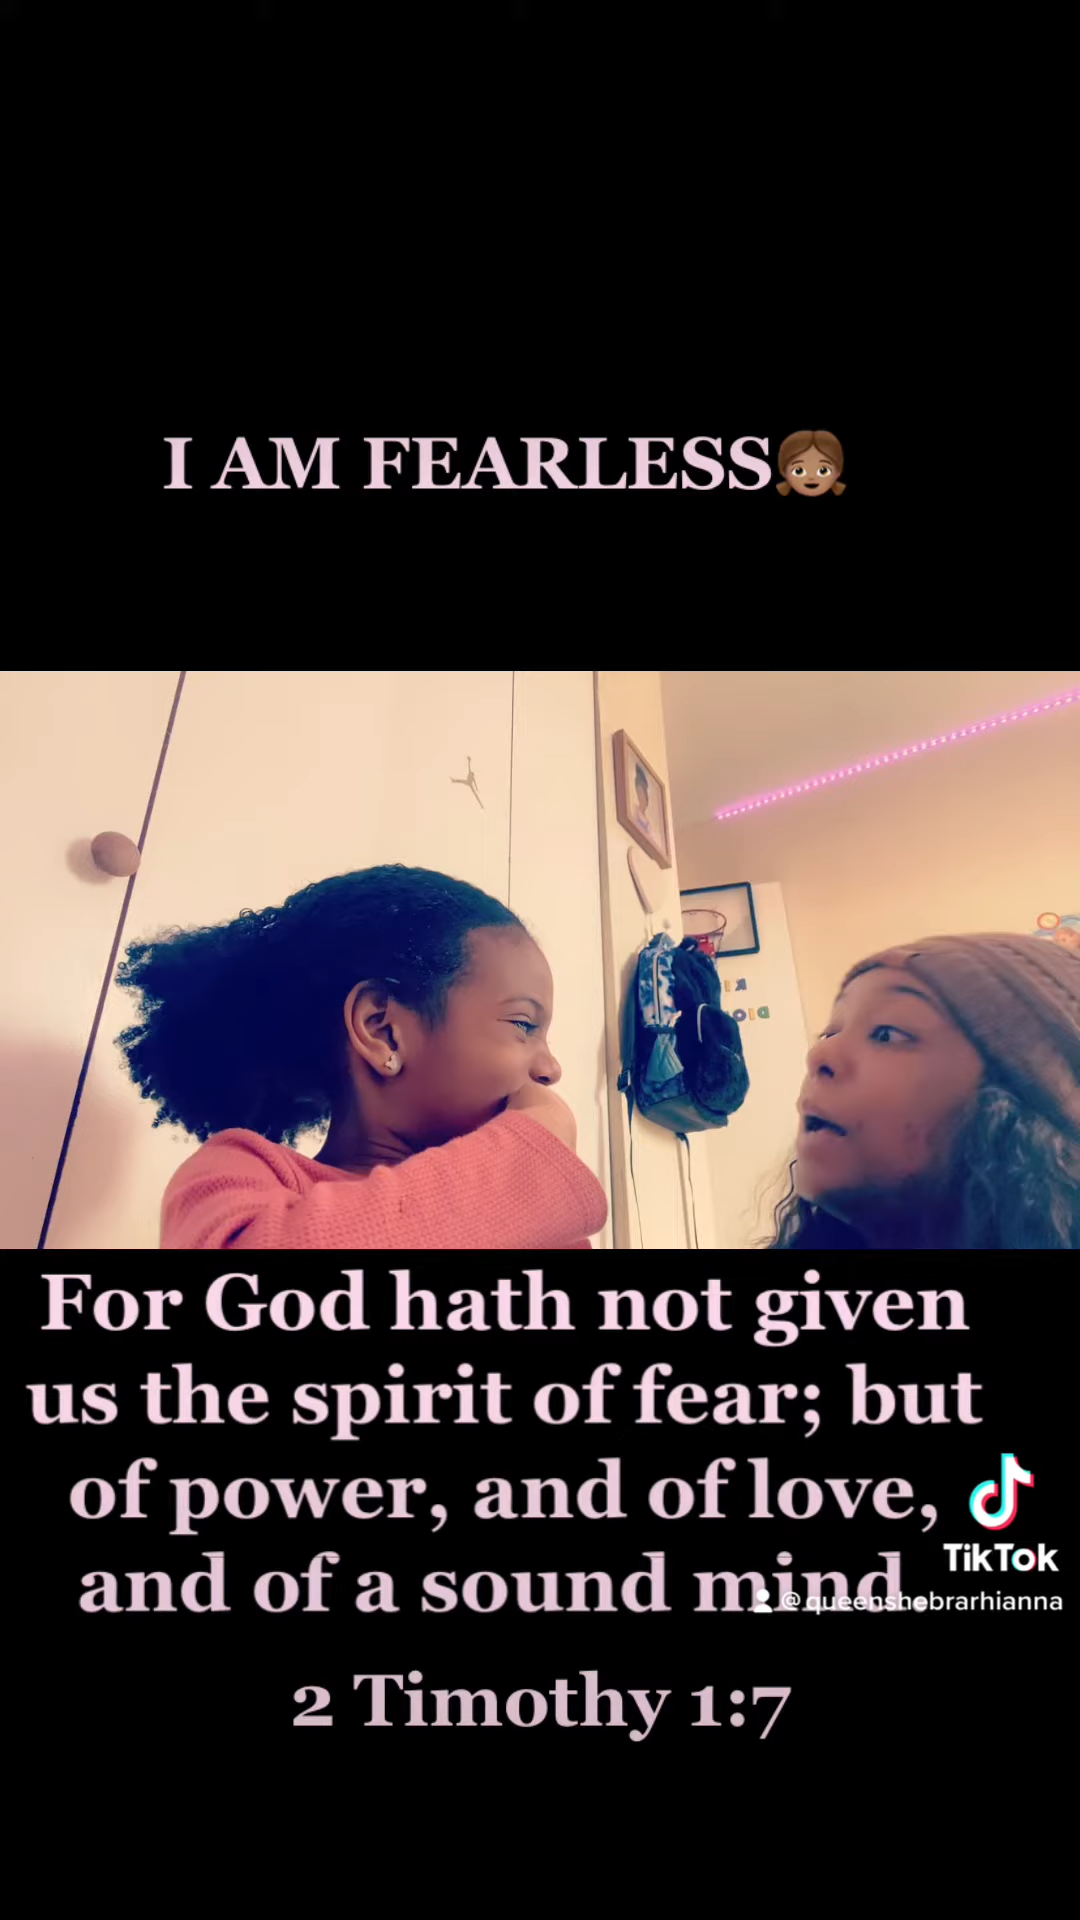 I AM FEARLESS👧🏽
For God hath not given
us the spirit of fear; but
of power, and of love,
and of a sound mind.
TikTok
@queenshebrarhianna
2 Timothy 1:7